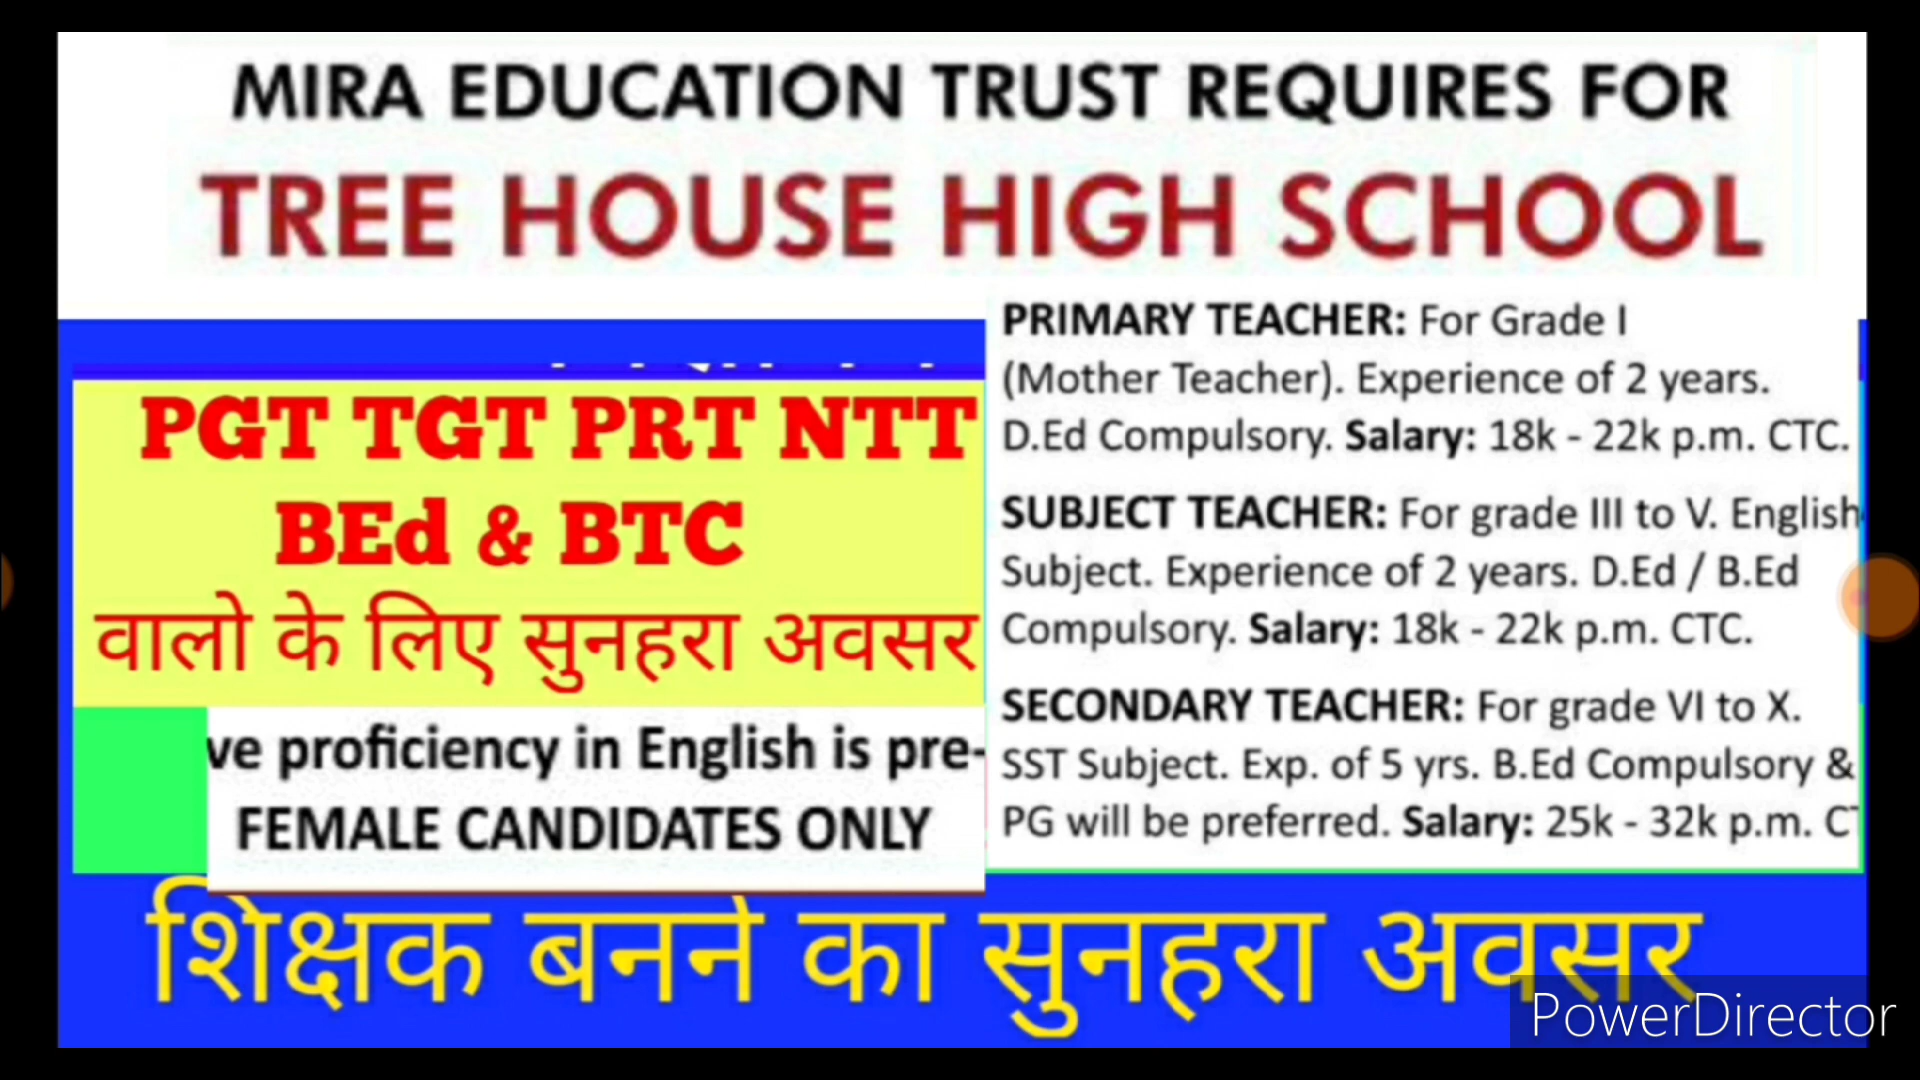 MIRA EDUCATION TRUST REQUIRES FOR
TREE HOUSE HIGH SCHOOL
PGT TGT PRT NTT
BEd & BTC
वालो के लिए सुनहरा अवसर
ve proficiency in English is pre-
FEMALE CANDIDATES ONLY
PRIMARY TEACHER: For Grade I
(Mother Teacher). Experience of 2 years.
D.Ed Compulsory. Salary: 18k - 22k p.m. CTC.
SUBJECT TEACHER: For grade III to V. English
Subject. Experience of 2 years. D.Ed / B.Ed
Compulsory. Salary: 18k - 22k p.m. CTC.
SECONDARY TEACHER: For grade VI to X.
SST Subject. Exp. of 5 yrs. B.Ed Compulsory &
PG will be preferred. Salary: 25k - 32k p.m.
शिक्षक बनने का सुनहरा अवसर
PowerDirector